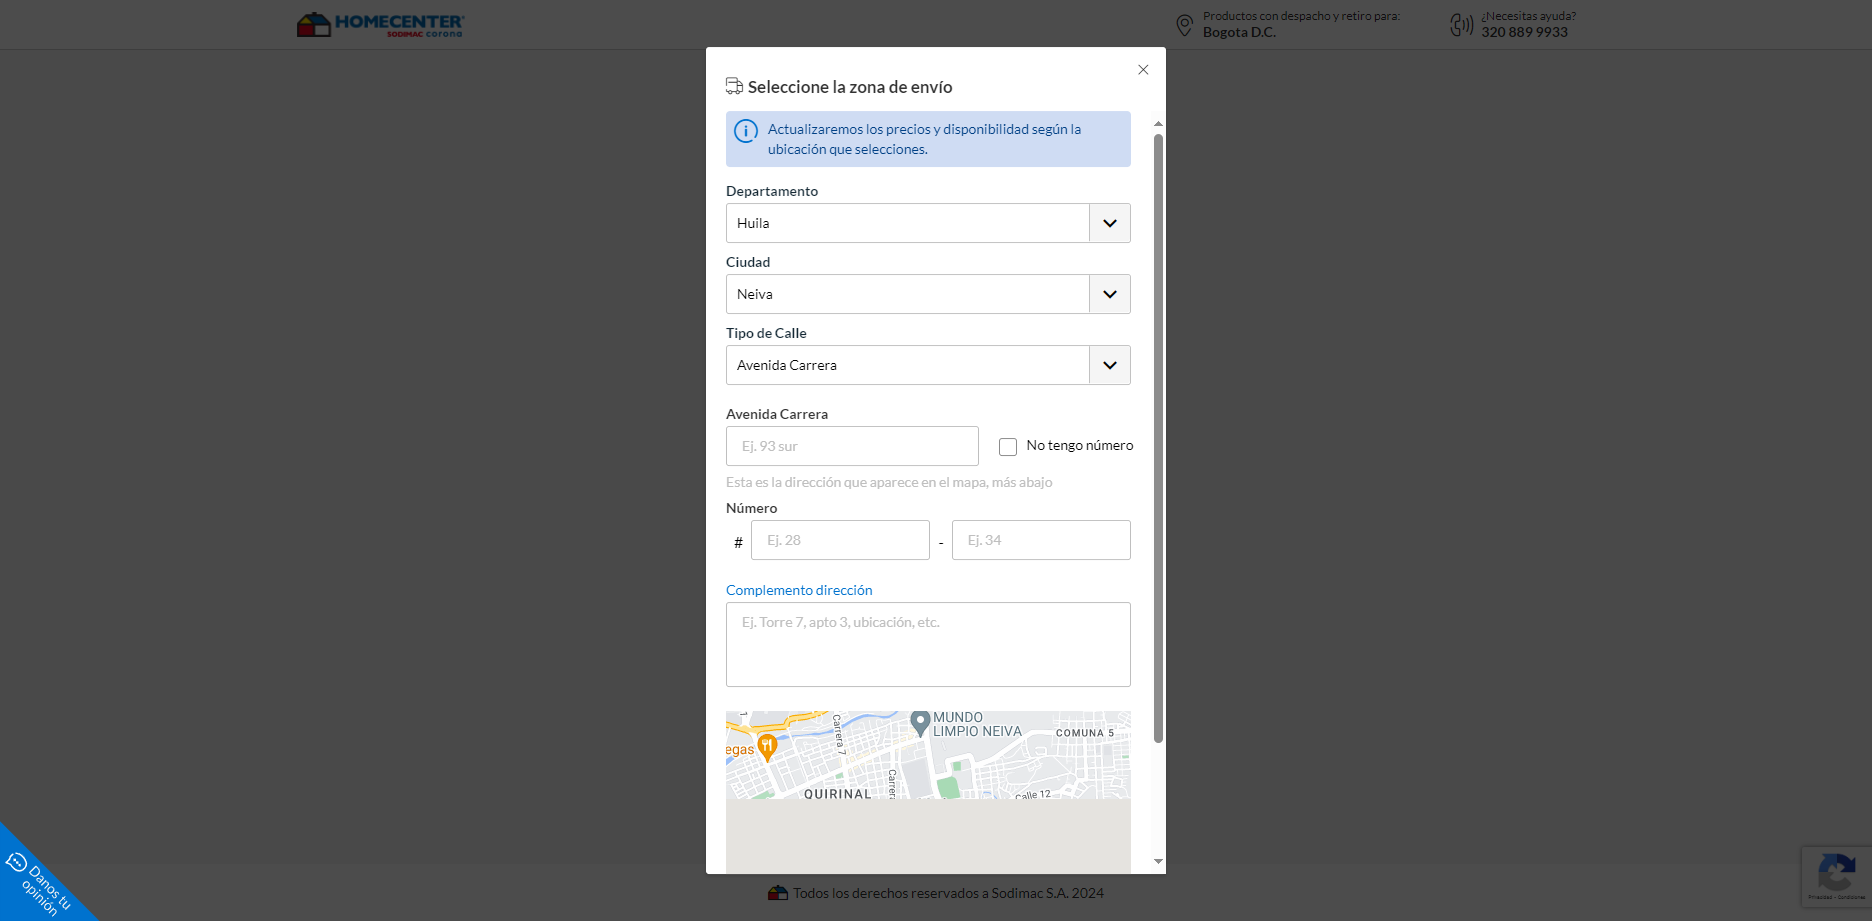 HOMECENTER
SODIMAC corona
Productos con despacho y retiro para:
Bogota D.C.
¿Necesitas ayuda?
320 889 9933
Seleccione la zona de envío
Actualizaremos los precios y disponibilidad según la
ubicación que selecciones.
Departamento
Huila
Ciudad
Neiva
Tipo de Calle
Avenida Carrera
Avenida Carrera
Ej. 93 sur
No tengo número
Esta es la dirección que aparece en el mapa, más abajo
Número
# Ej. 28 - Ej. 34
Complemento dirección
Ej. Torre 7, apto 3, ubicación, etc.
MUNDO
LIMPIO NEIVA
Carrera 7
COMUNA 5
egas
Carrera
QUIRINAL
Calle 12
Danos tu
opinión
Todos los derechos reservados a Sodimac S.A. 2024
Privacidad - Condiciones